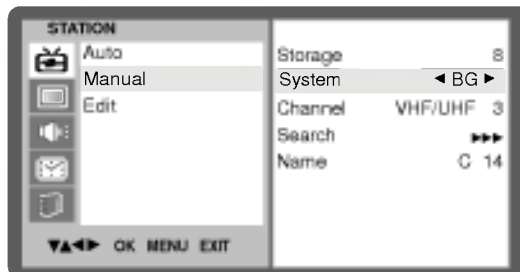 STATION
Auto
Manual
Edit
▼▲◀▶ OK MENU EXIT
Storage 8
System ◀ BG ▶
Channel VHF/UHF 3
Search ▶▶▶
Name C 14